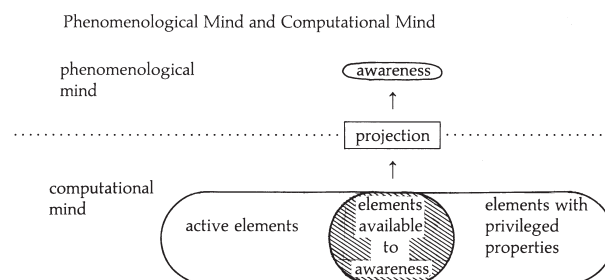 Phenomenological Mind and Computational Mind
phenomenological
mind
awareness
projection
computational
mind
active elements
elements
available
to
awareness
elements with
privileged
properties